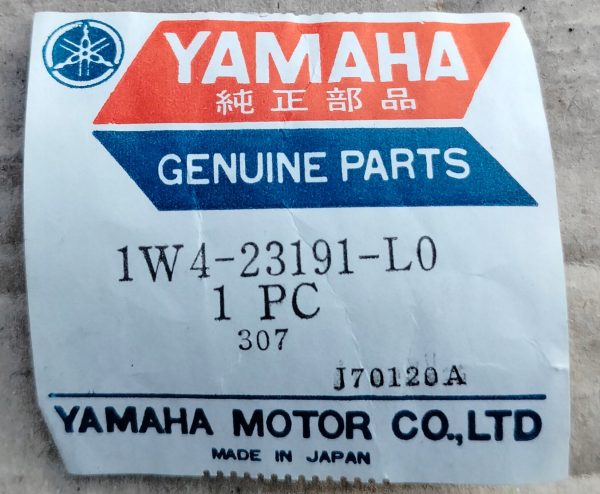 YAMAHA
純正部品
GENUINE PARTS
1W4-23191-L0
1 PC
307
J70120A
YAMAHA MOTOR CO.,LTD
MADE IN JAPAN